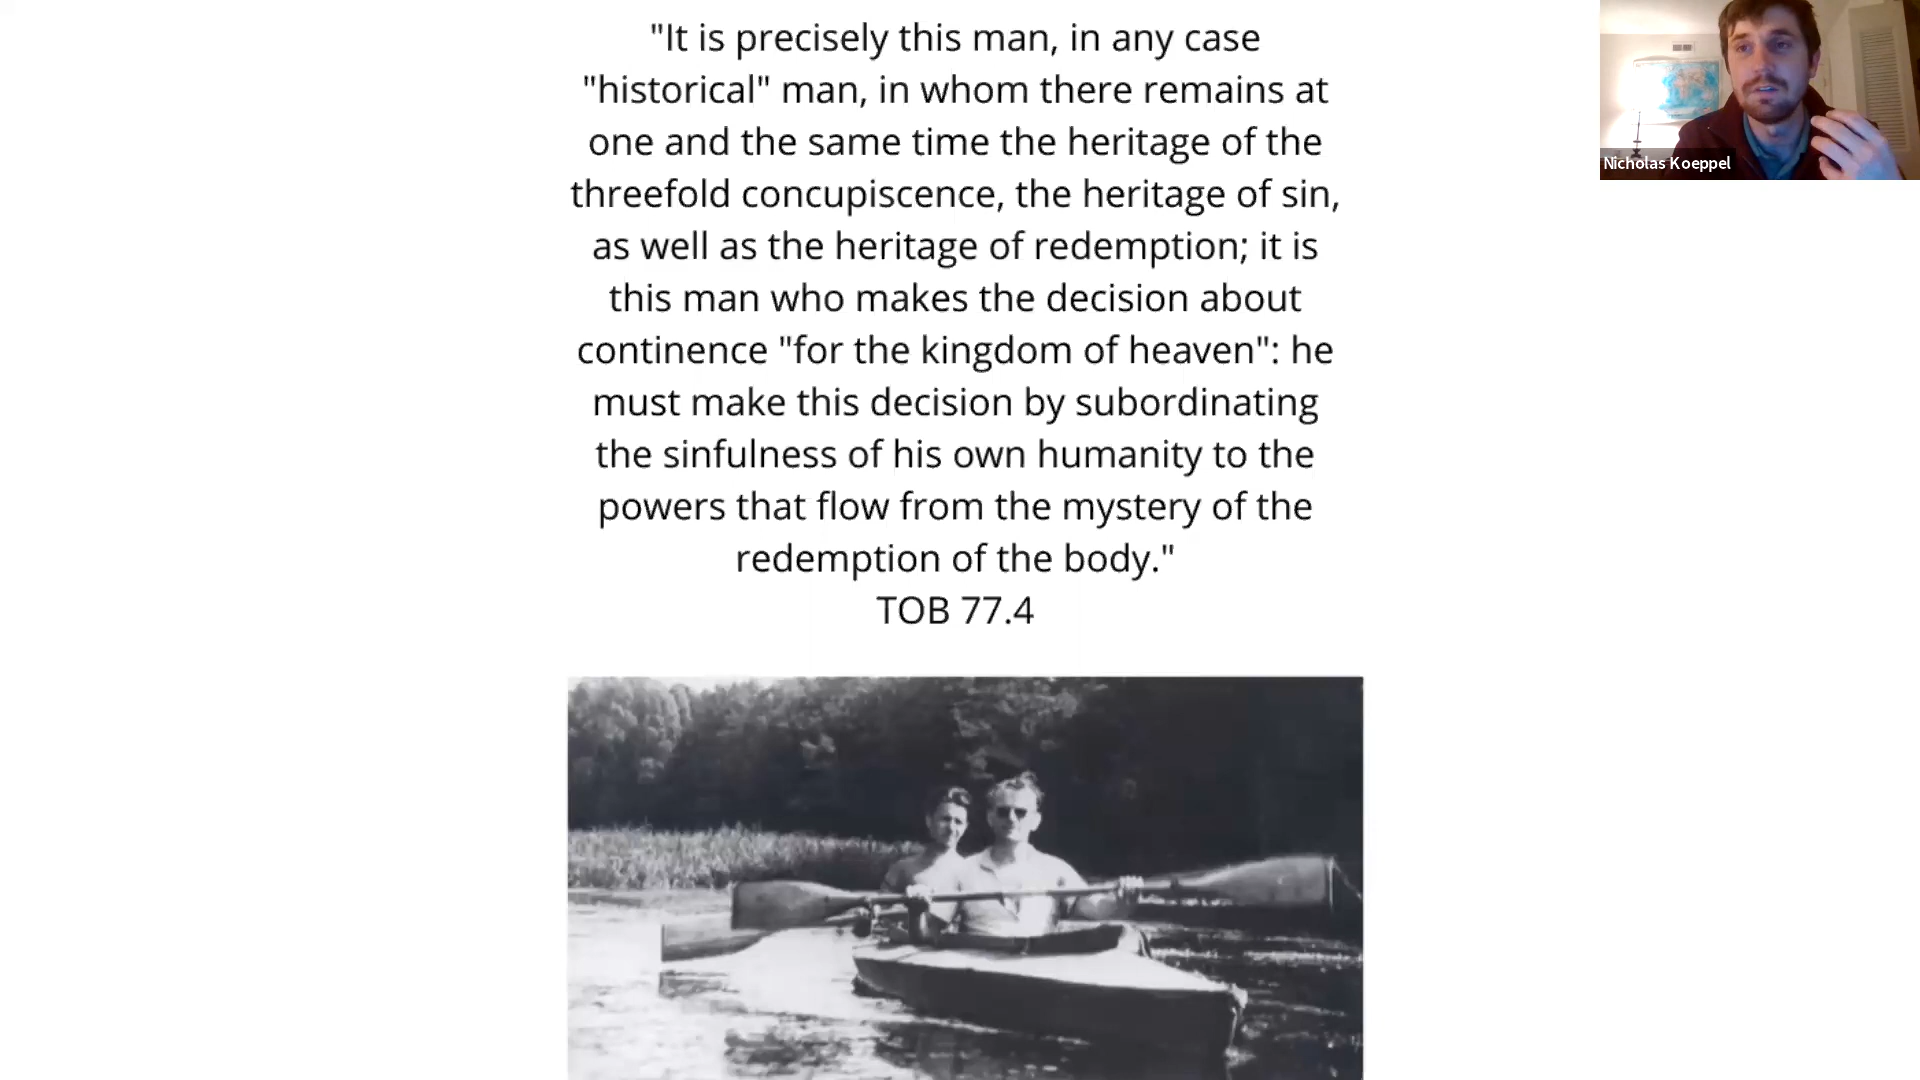 "It is precisely this man, in any case
"historical" man, in whom there remains at
one and the same time the heritage of the
threefold concupiscence, the heritage of sin,
as well as the heritage of redemption; it is
this man who makes the decision about
continence "for the kingdom of heaven": he
must make this decision by subordinating
the sinfulness of his own humanity to the
powers that flow from the mystery of the
redemption of the body."
TOB 77.4
Nicholas Koeppel